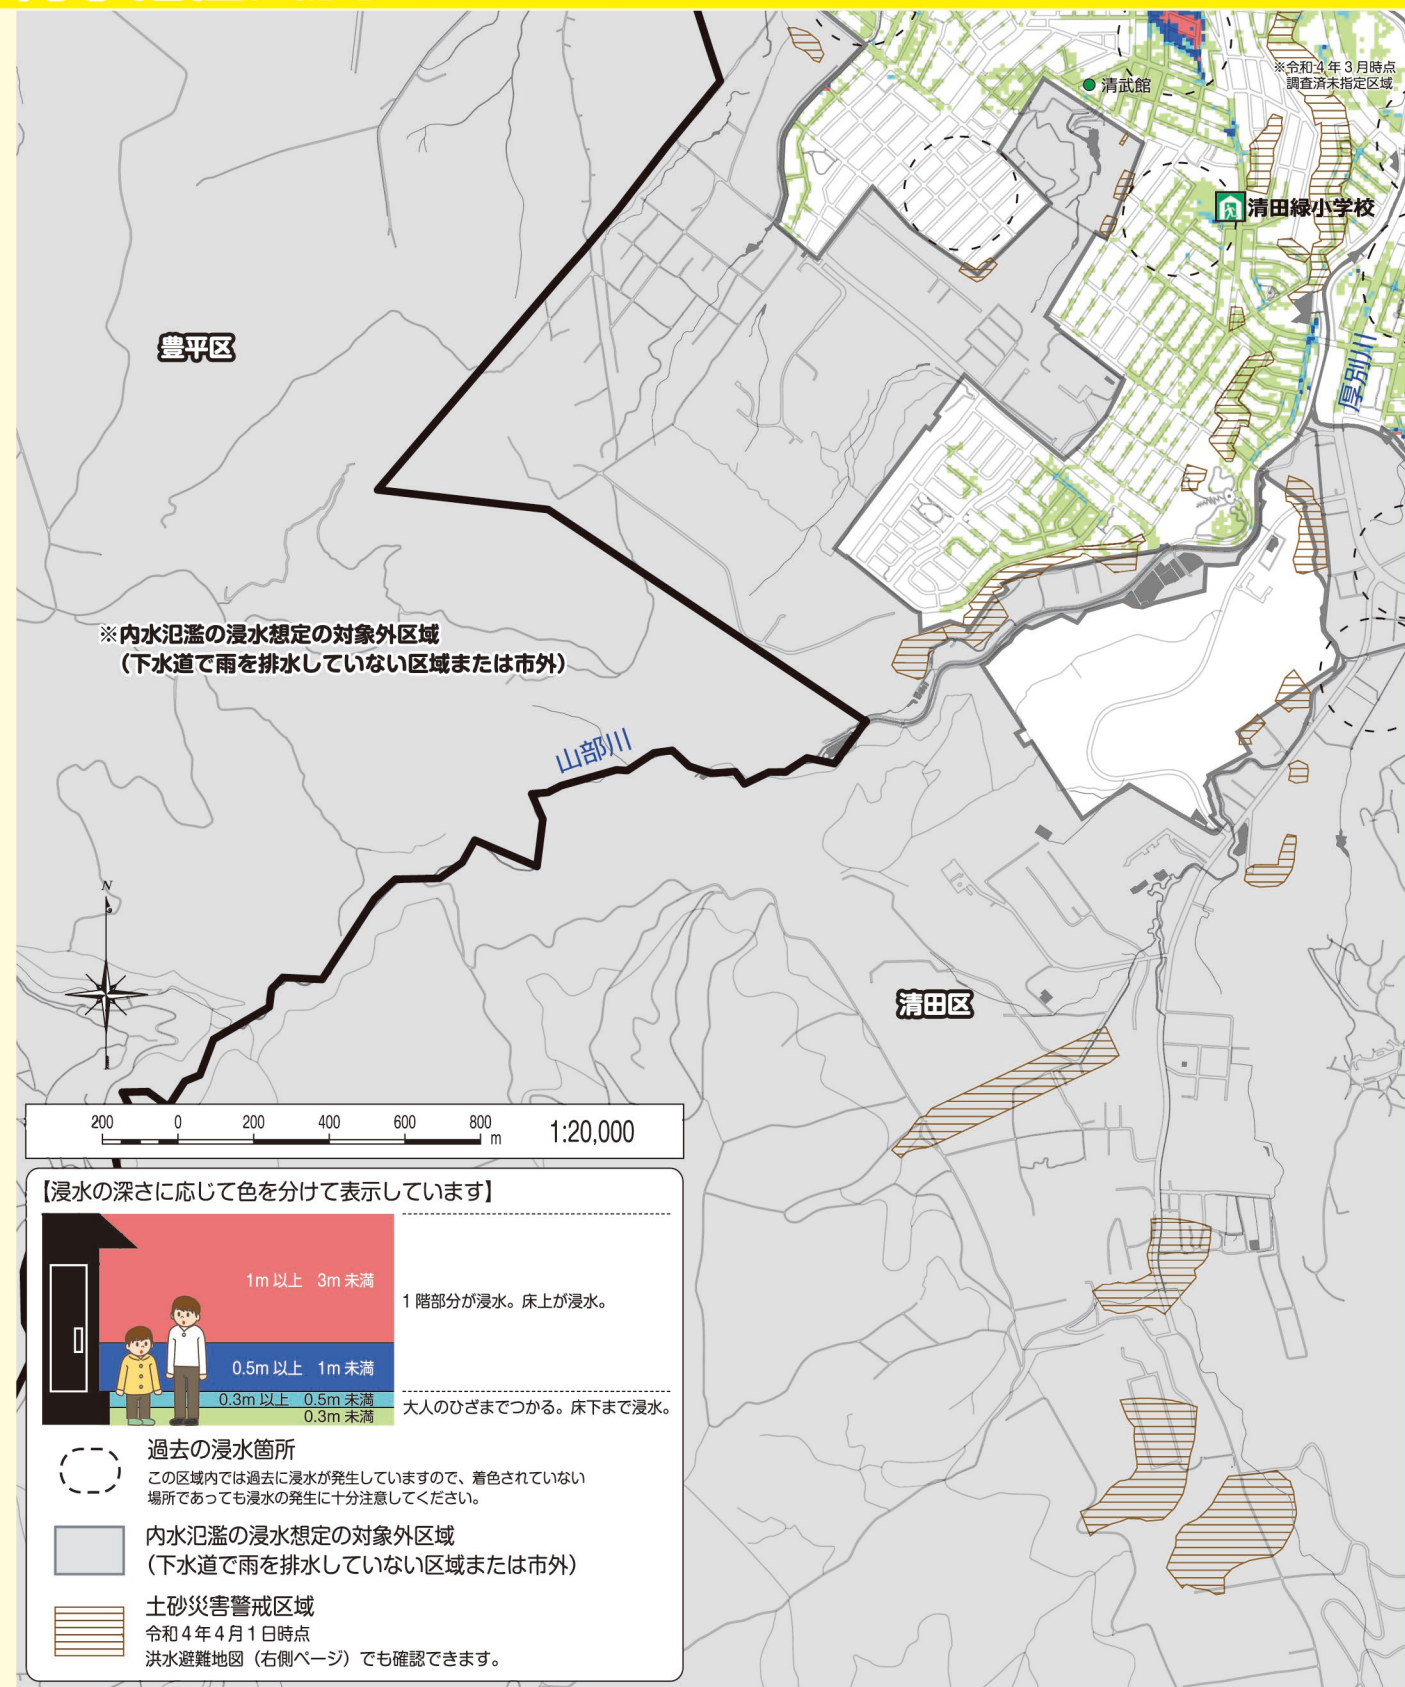 ※令和4年3月時点
調査済未指定区域
清武館
清田緑小学校
厚別川
豊平区
※内水氾濫の浸水想定の対象外区域
（下水道で雨を排水していない区域または市外）
山部川
N
清田区
200 0 200 400 600 800 m 1:20,000
【浸水の深さに応じて色を分けて表示しています】
1m以上 3m未満
1階部分が浸水。床上が浸水。
0.5m以上 1m未満
0.3m以上 0.5m未満
大人のひざまでつかる。床下まで浸水。
0.3m未満
過去の浸水箇所
この区域内では過去に浸水が発生していますので、着色されていない
場所であっても浸水の発生に十分注意してください。
内水氾濫の浸水想定の対象外区域
（下水道で雨を排水していない区域または市外）
土砂災害警戒区域
令和4年4月1日時点
洪水避難地図（右側ページ）でも確認できます。